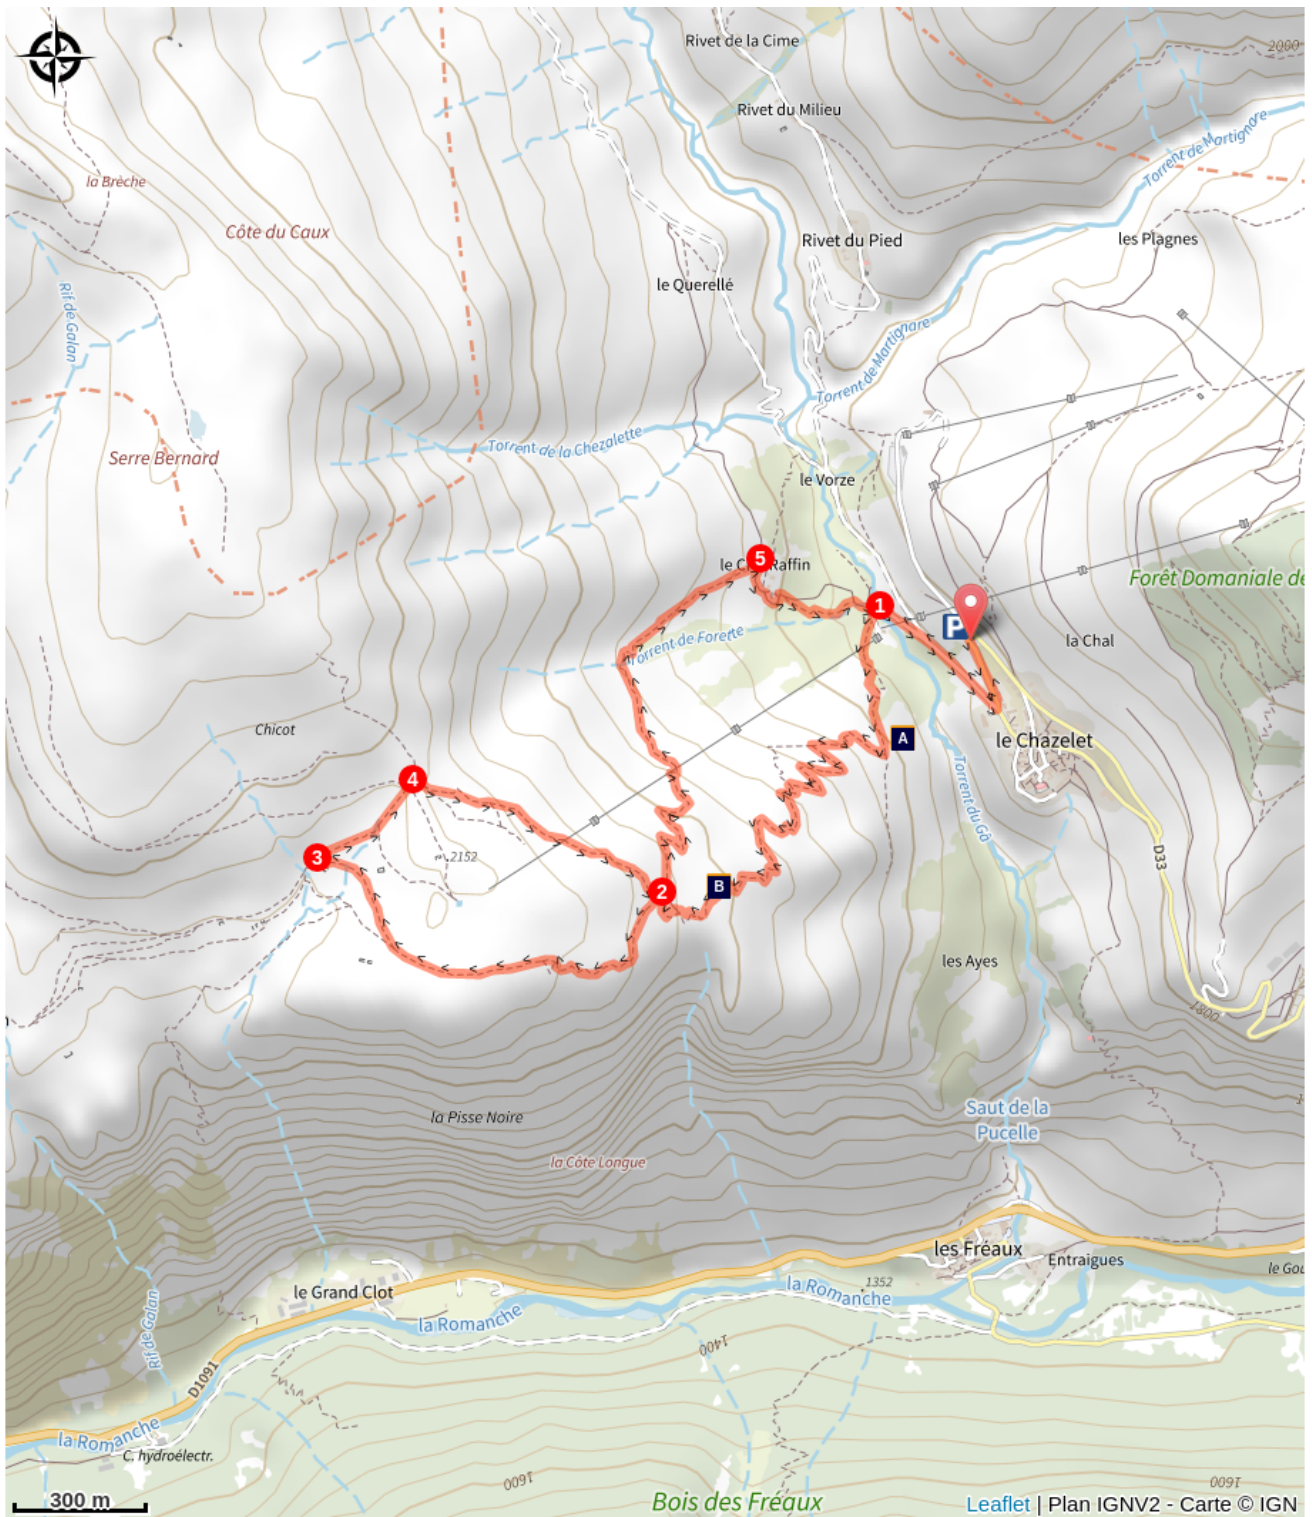 Rivet de la Cime
2000
Rivet du Milieu
Torrent de Martignare
la Brèche
Côte du Caux
Rivet du Pied
les Plagnes
le Querellé
Rif de Galan
Torrent de Martignare
Torrent de la Chezalette
Serre Bernard
le Vorze
5
le C Raffin
Forêt Domaniale de
1
P
Torrent de Forette
la Chal
Chicot
A
le Chazelet
4
Torrent du Gâ
3
2152
D33
2
B
les Ayes
1800
la Pisse Noire
Saut de la
Pucelle
la Côte Longue
les Fréaux
Entraigues
le Gou
le Grand Clot
1352
la Romanche
la Romanche
Rif de Galan
1400
D1091
la Romanche
C. hydroélectr.
1600
1600
300 m
Bois des Fréaux
Leaflet | Plan IGNV2 - Carte © IGN